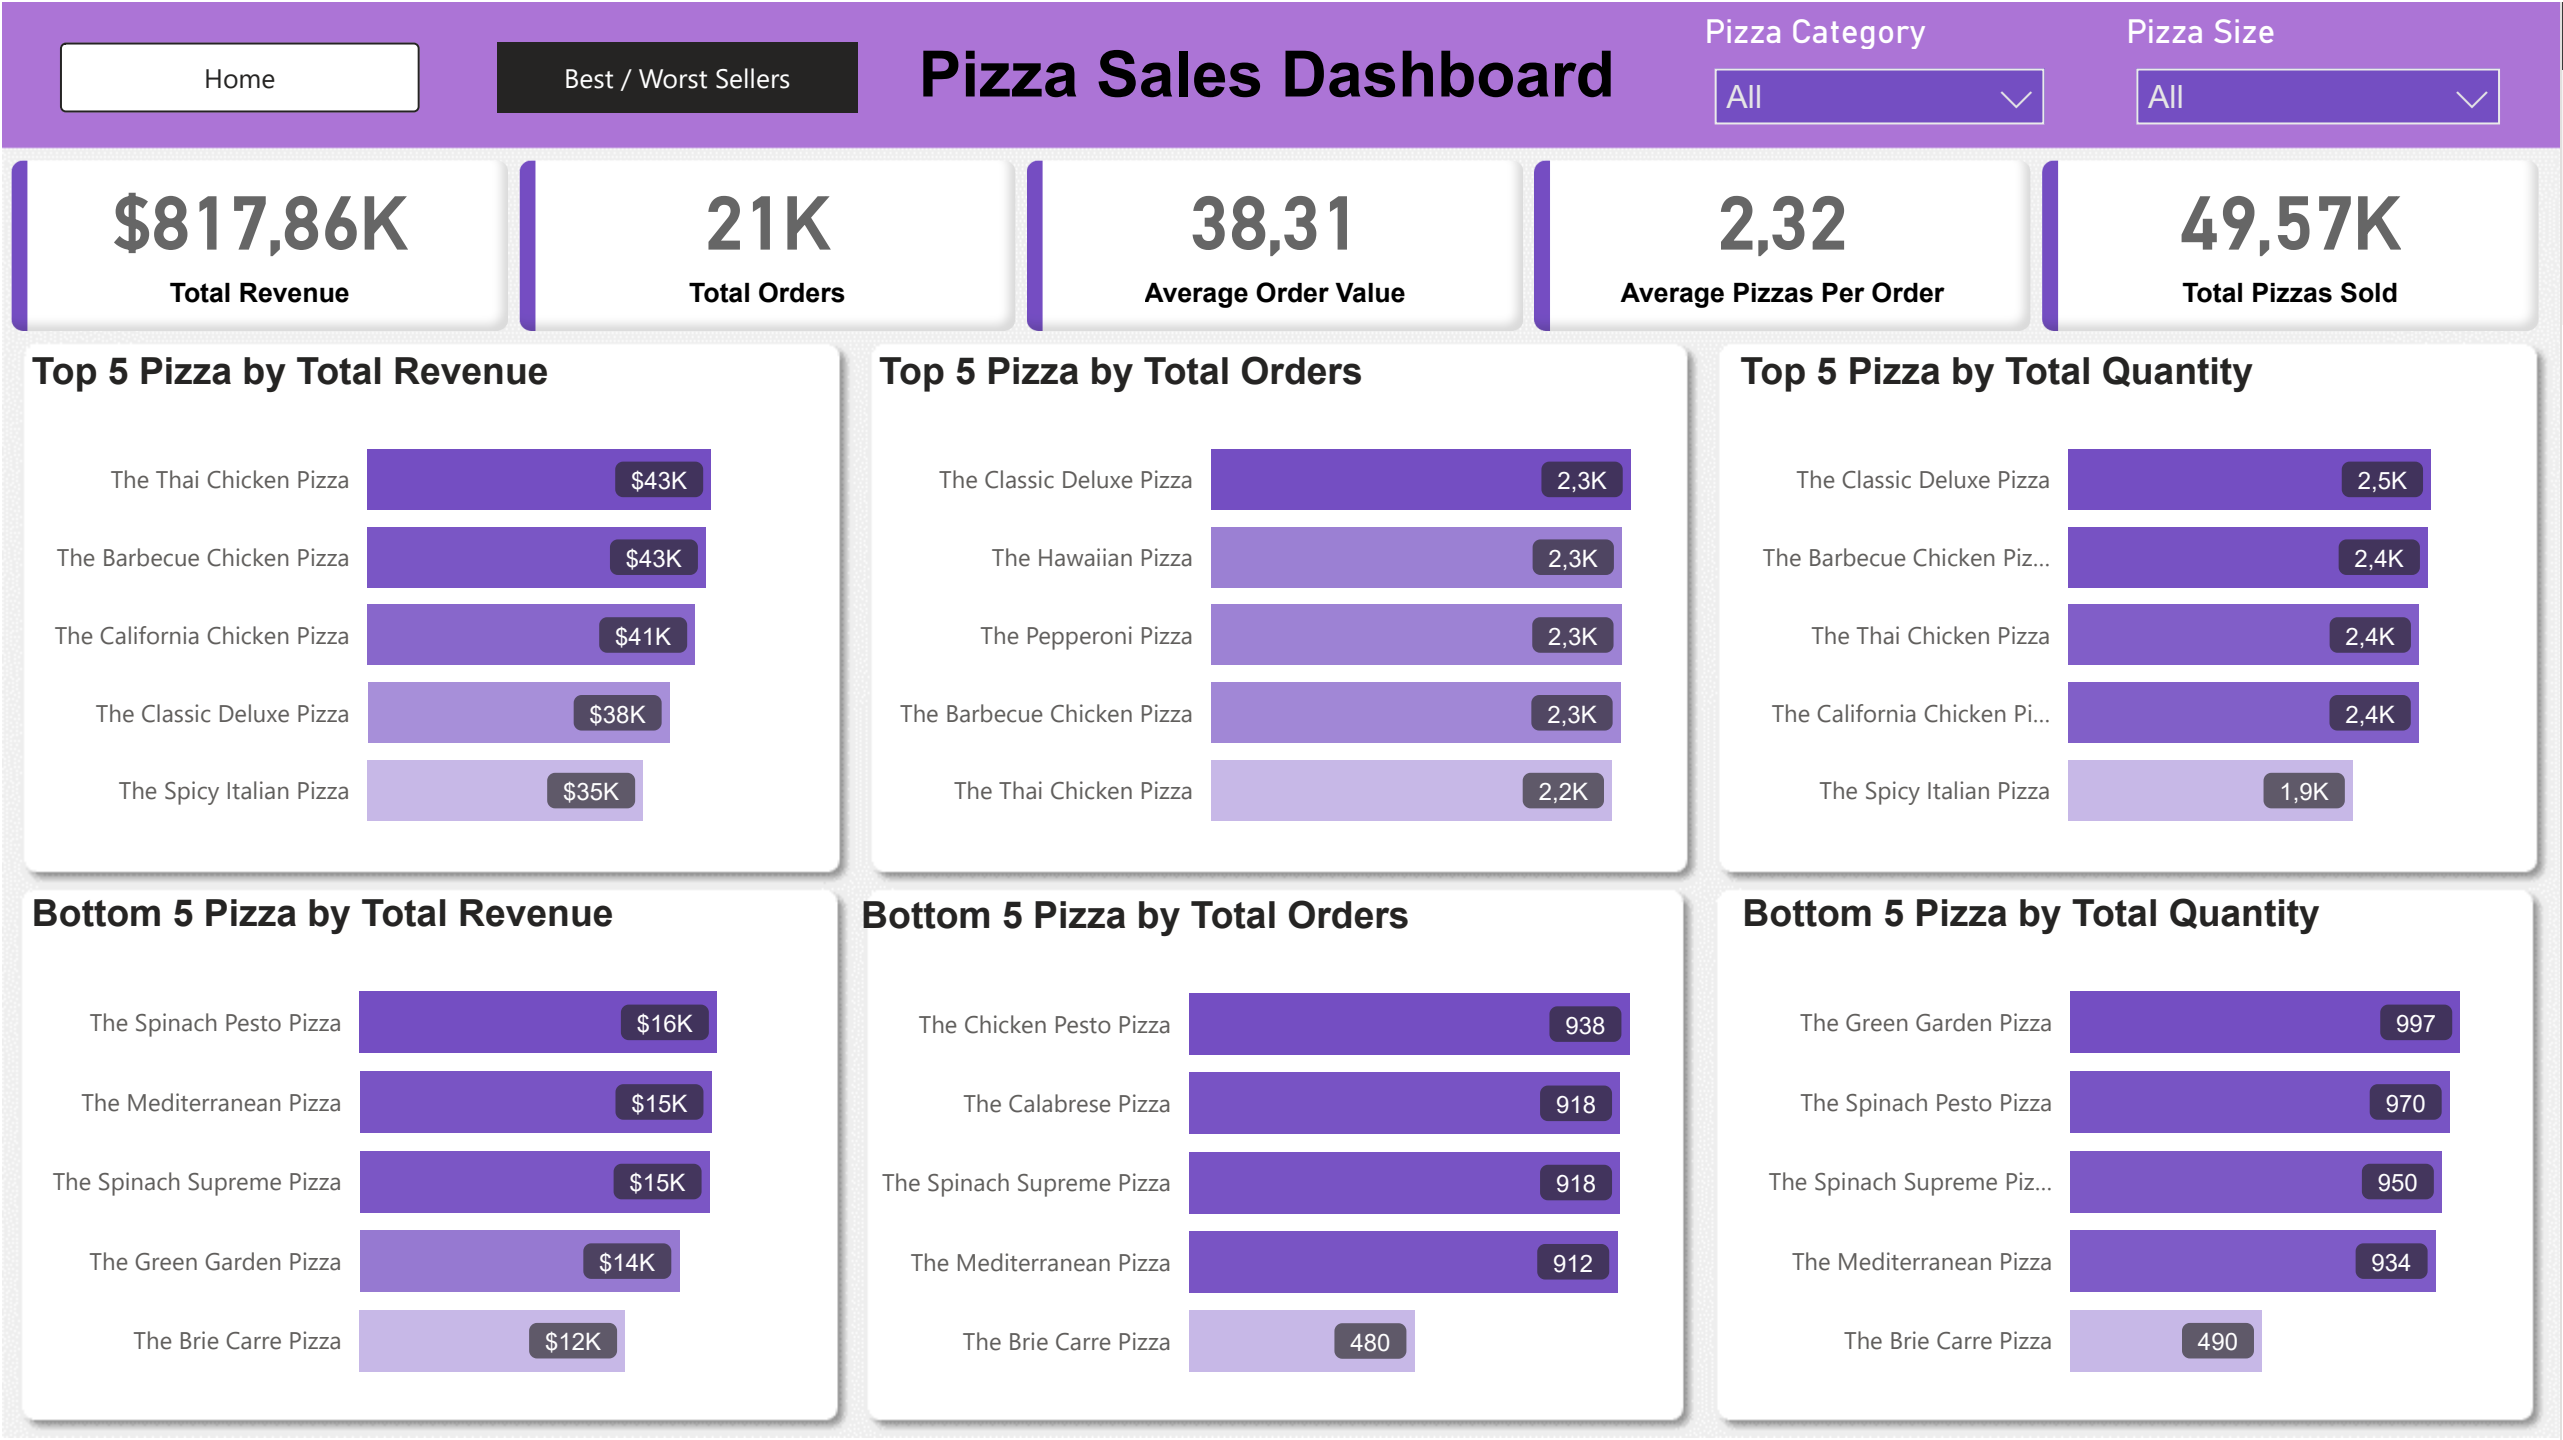 Home
Best / Worst Sellers
Pizza Sales Dashboard
Pizza Category
All
Pizza Size
All
$817,86K
Total Revenue
21K
Total Orders
38,31
Average Order Value
2,32
Average Pizzas Per Order
49,57K
Total Pizzas Sold
Top 5 Pizza by Total Revenue
The Thai Chicken Pizza $43K
The Barbecue Chicken Pizza $43K
The California Chicken Pizza $41K
The Classic Deluxe Pizza $38K
The Spicy Italian Pizza $35K
Top 5 Pizza by Total Orders
The Classic Deluxe Pizza 2,3K
The Hawaiian Pizza 2,3K
The Pepperoni Pizza 2,3K
The Barbecue Chicken Pizza 2,3K
The Thai Chicken Pizza 2,2K
Top 5 Pizza by Total Quantity
The Classic Deluxe Pizza 2,5K
The Barbecue Chicken Piz... 2,4K
The Thai Chicken Pizza 2,4K
The California Chicken Pi... 2,4K
The Spicy Italian Pizza 1,9K
Bottom 5 Pizza by Total Revenue
The Spinach Pesto Pizza $16K
The Mediterranean Pizza $15K
The Spinach Supreme Pizza $15K
The Green Garden Pizza $14K
The Brie Carre Pizza $12K
Bottom 5 Pizza by Total Orders
The Chicken Pesto Pizza 938
The Calabrese Pizza 918
The Spinach Supreme Pizza 918
The Mediterranean Pizza 912
The Brie Carre Pizza 480
Bottom 5 Pizza by Total Quantity
The Green Garden Pizza 997
The Spinach Pesto Pizza 970
The Spinach Supreme Piz... 950
The Mediterranean Pizza 934
The Brie Carre Pizza 490